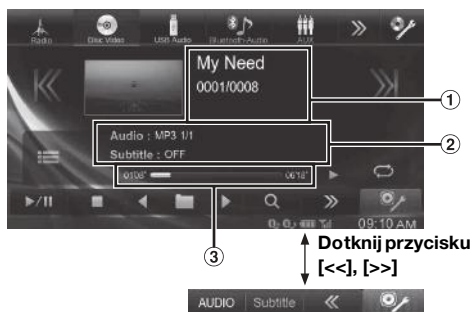 Radio Disc Video USB Audio Bluetooth Audio AUX
My Need
0001/0008
1
Audio : MP3 1/1
2
Subtitle : OFF
0:08" 06'18"
09:10 AM
3
Dotknij przycisku
[<<], [>>]
AUDIO Subtitle